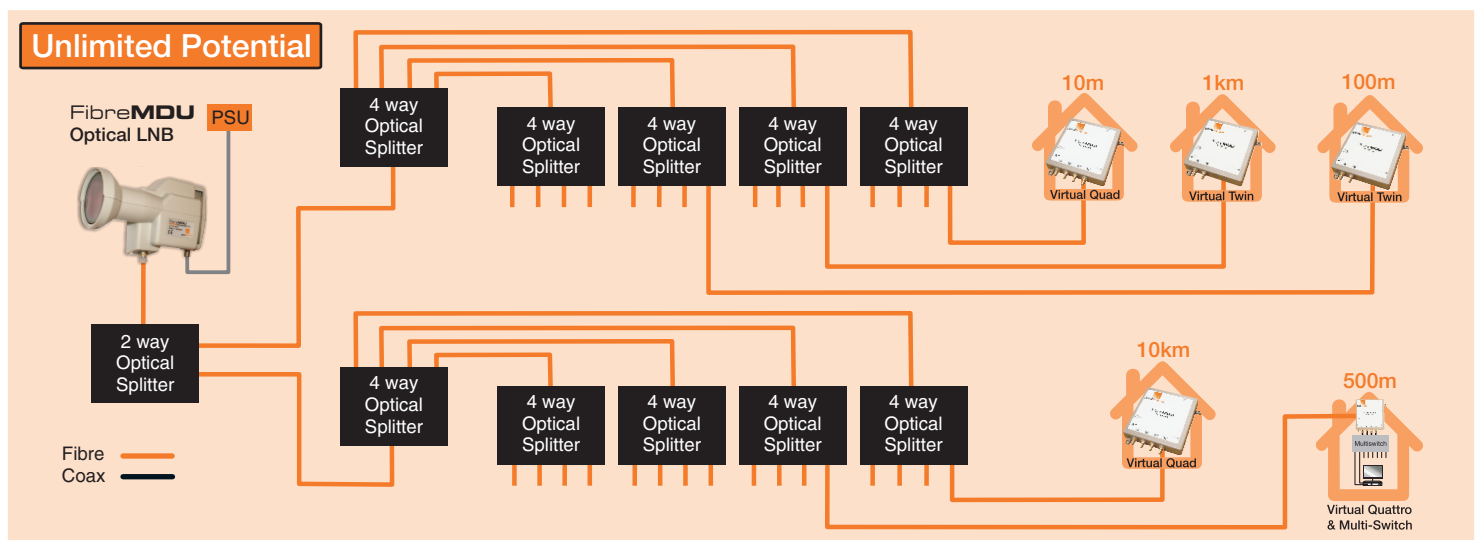 Unlimited Potential
FibreMDU
Optical LNB
PSU
4 way
Optical
Splitter
4 way
Optical
Splitter
4 way
Optical
Splitter
4 way
Optical
Splitter
4 way
Optical
Splitter
10m
Virtual Quad
1km
Virtual Twin
100m
Virtual Twin
2 way
Optical
Splitter
4 way
Optical
Splitter
4 way
Optical
Splitter
4 way
Optical
Splitter
4 way
Optical
Splitter
4 way
Optical
Splitter
10km
Virtual Quad
500m
Multiswitch
Virtual Quattro
& Multi-Switch
Fibre
Coax